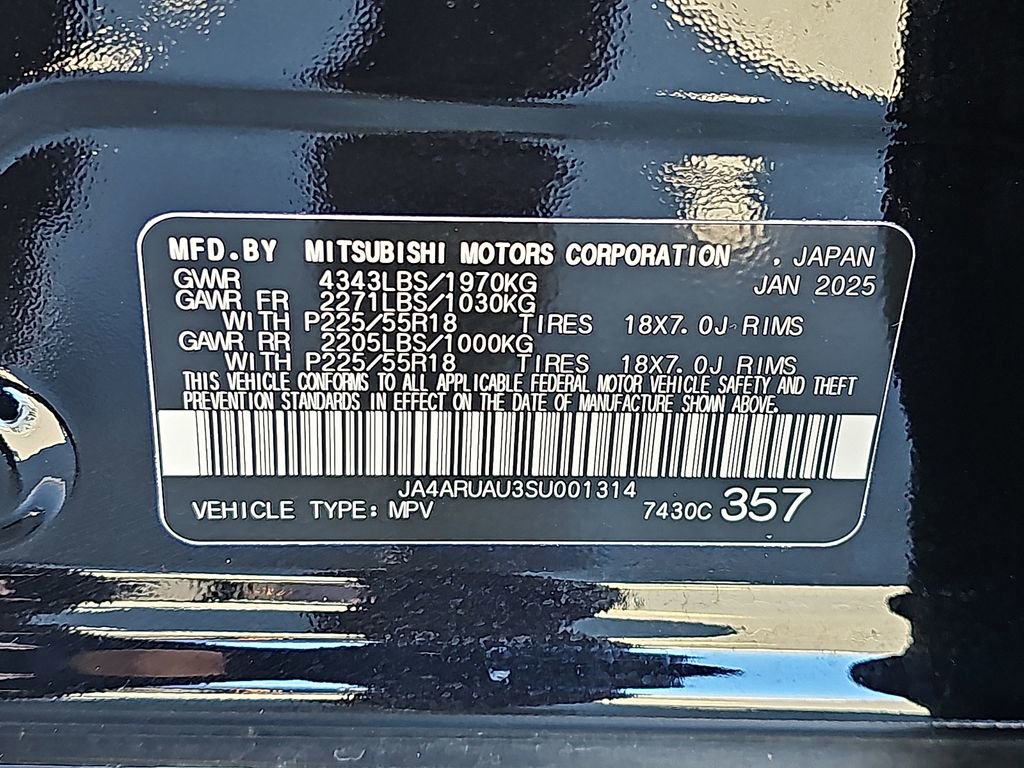 MFD.BY MITSUBISHI MOTORS CORPORATION , JAPAN
GWWR 4343LBS/1970KG JAN 2025
GAWR FR 2271LBS/1030KG
WITH P225/55R18 TIRES 18X7.0J RIMS
GAWR RR 2205LBS/1000KG
WITH P225/55R18 TIRES 18X7.0J RIMS
THIS VEHICLE CONFORMS TO ALL APPLICABLE FEDERAL MOTOR VEHICLE SAFETY AND THEFT
PREVENTION STANDARDS IN EFFECT ON THE DATE OF MANUFACTURE SHOWN ABOVE.
JA4ARUAU3SU001314
VEHICLE TYPE: MPV 7430C 357